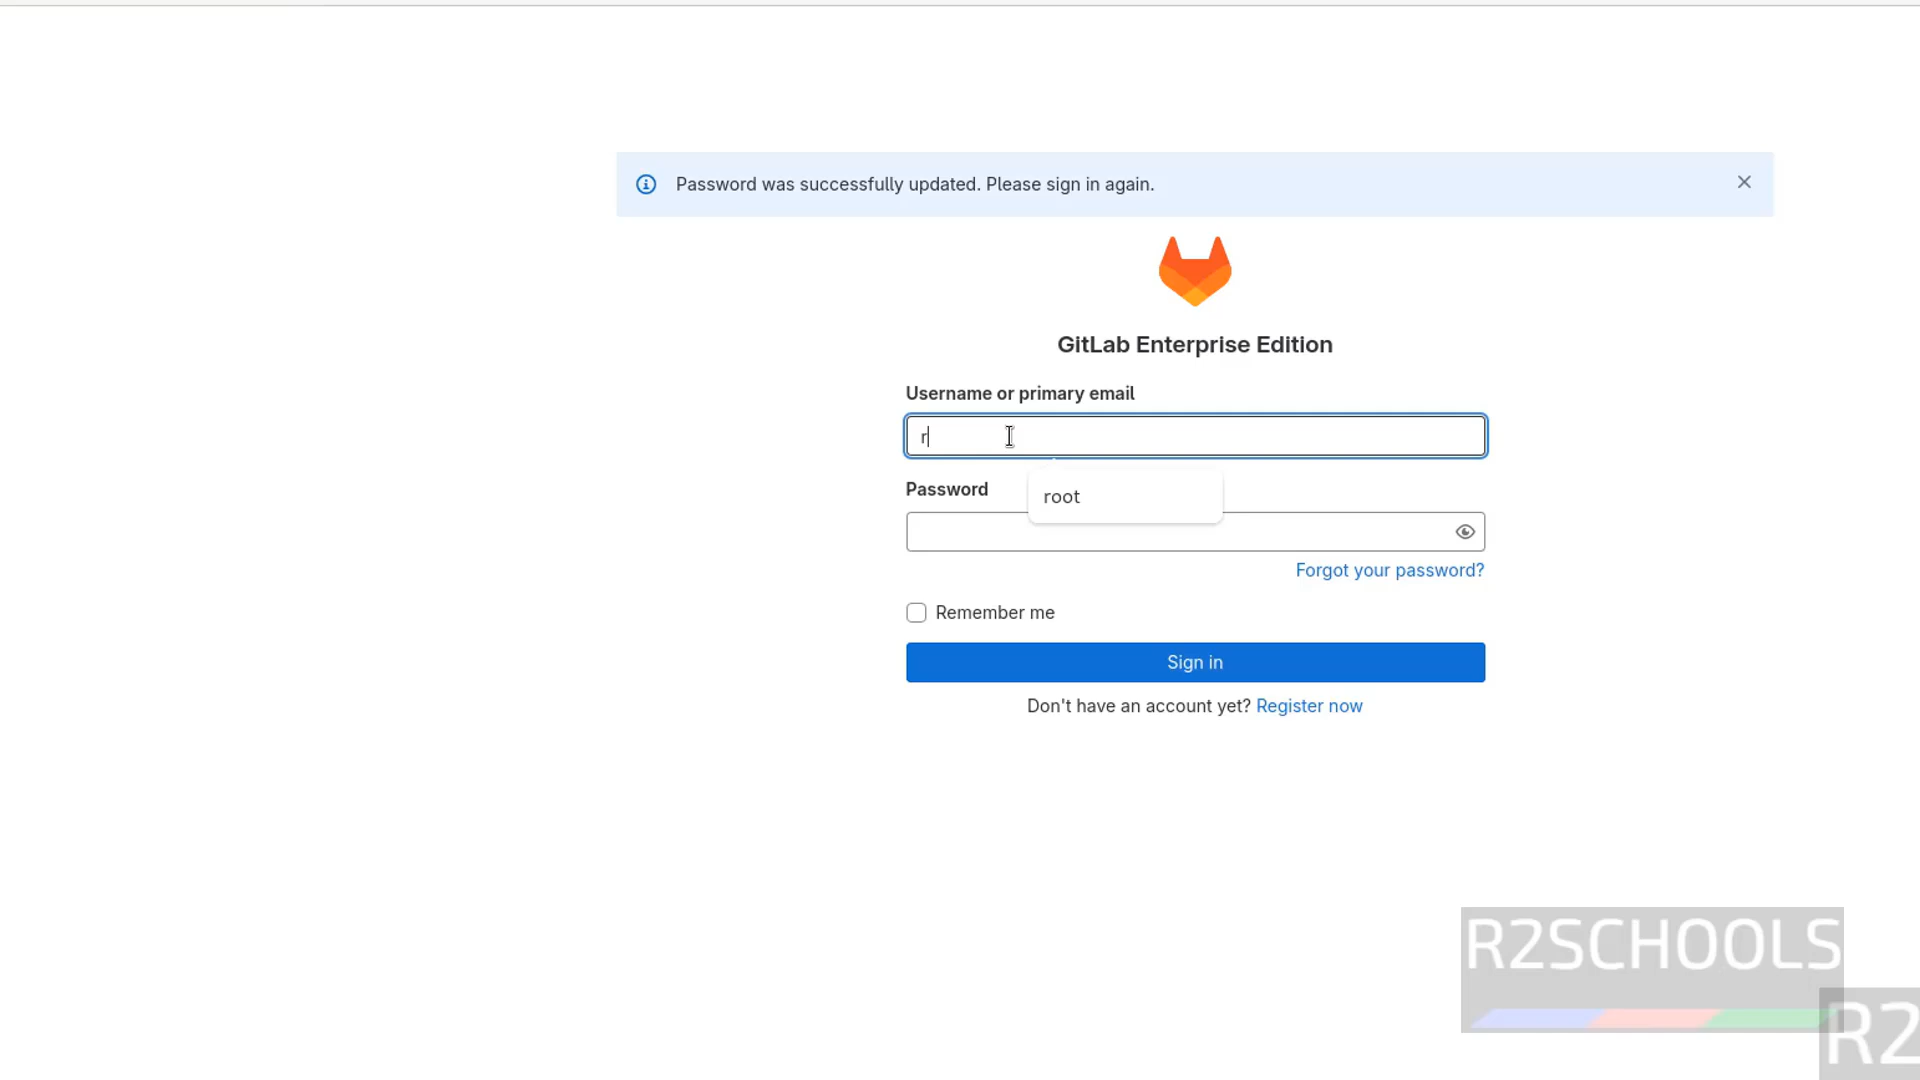 Password was successfully updated. Please sign in again.
GitLab Enterprise Edition
Username or primary email
r
root
Password
Forgot your password?
Remember me
Sign in
Don't have an account yet? Register now
R2SCHOOLS
R2